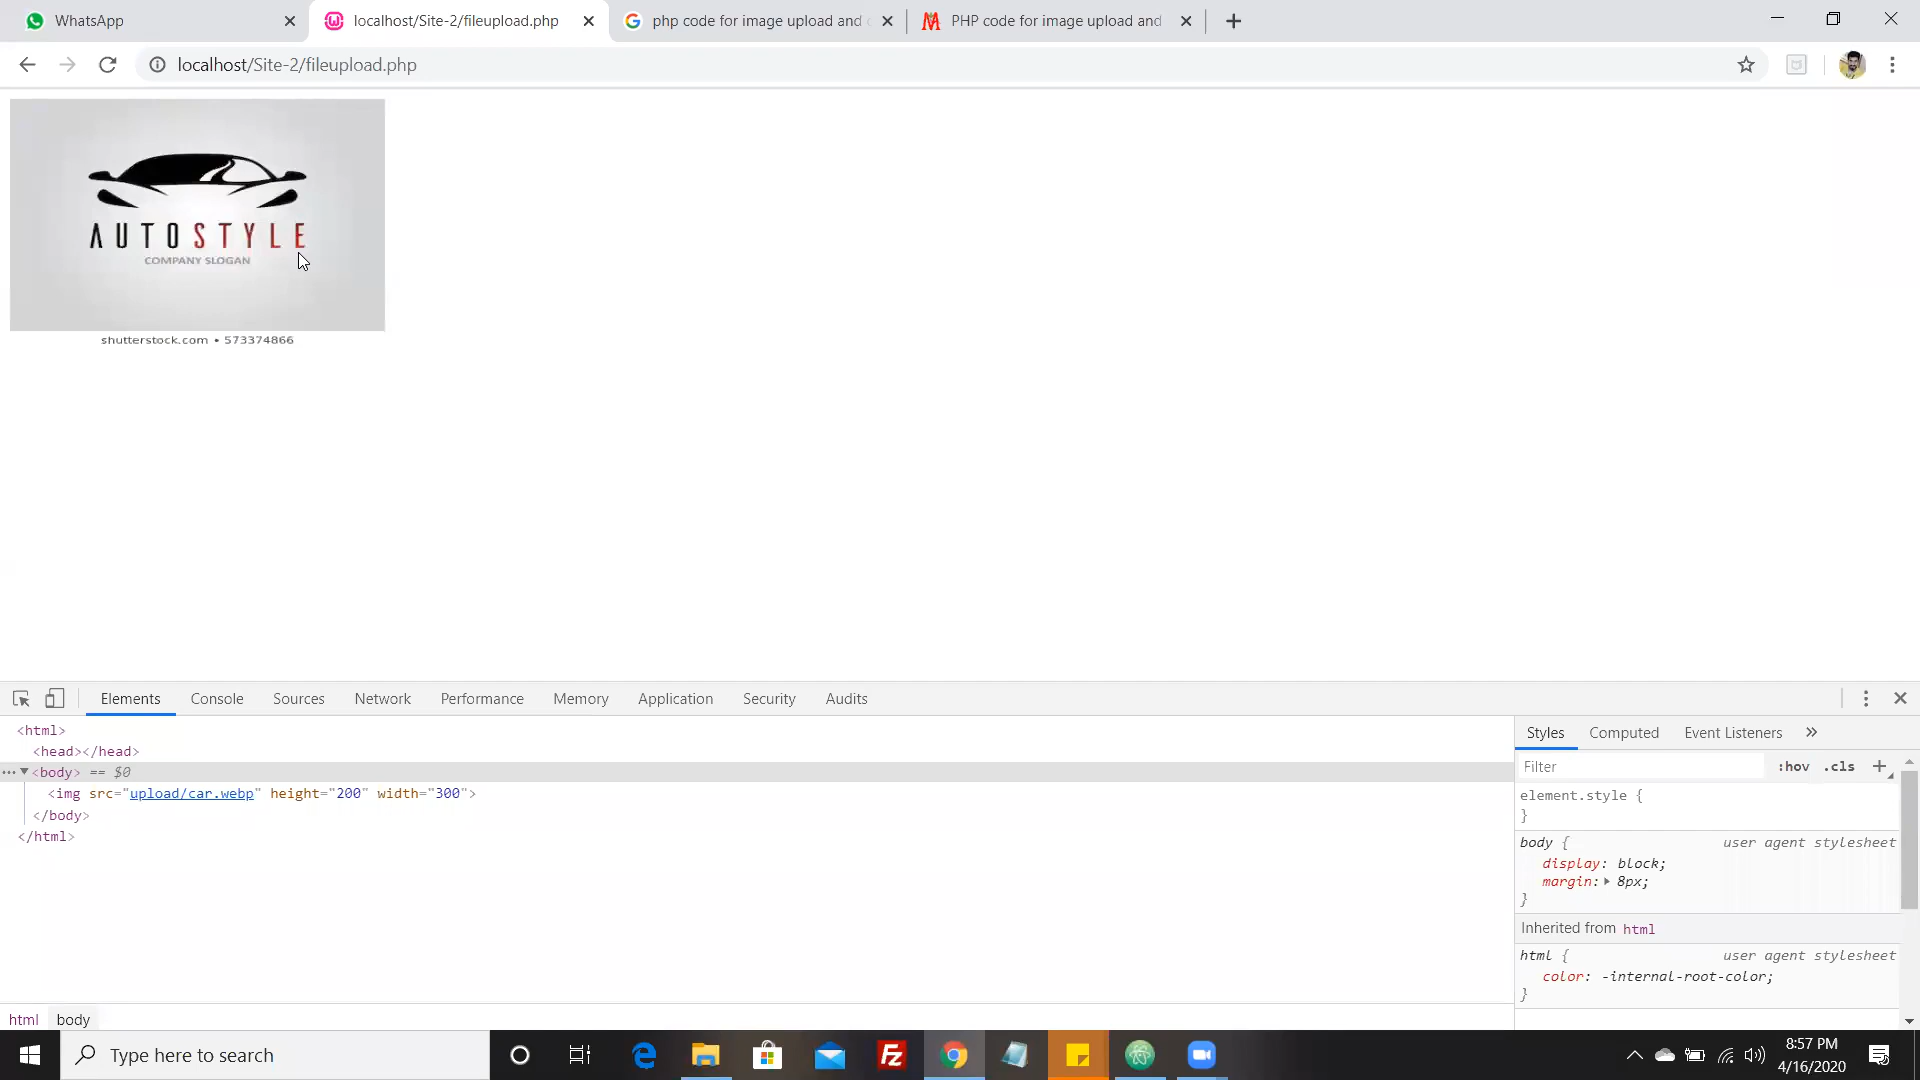 WhatsApp
localhost/Site-2/fileupload.php
php code for image upload and
PHP code for image upload and
localhost/Site-2/fileupload.php
AUTOSTYLE
COMPANY SLOGAN
shutterstock.com • 573374866
Elements Console Sources Network Performance Memory Application Security Audits
<html>
<head></head>
<body> == $0
<img src="upload/car.webp" height="200" width="300">
</body>
</html>
Styles Computed Event Listeners »
Filter :hov .cls +
element.style {
}
body { user agent stylesheet
display: block;
margin: 8px;
}
Inherited from html
html { user agent stylesheet
color: -internal-root-color;
}
html body
Type here to search
8:57 PM
4/16/2020